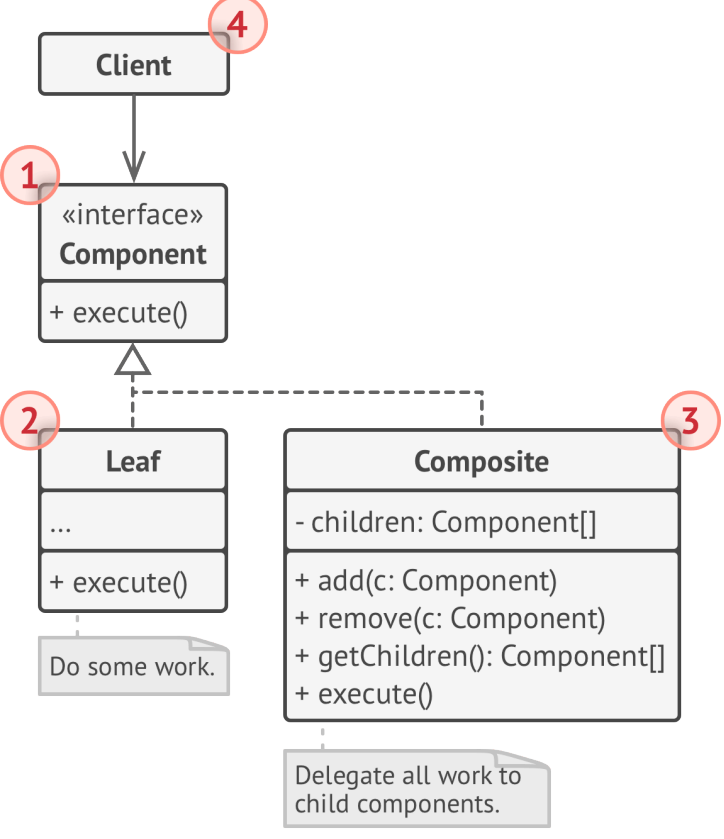 4
Client
1
«interface»
Component
+ execute()
2
Leaf
...
+ execute()
Do some work.
3
Composite
- children: Component[]
+ add(c: Component)
+ remove(c: Component)
+ getChildren(): Component[]
+ execute()
Delegate all work to
child components.